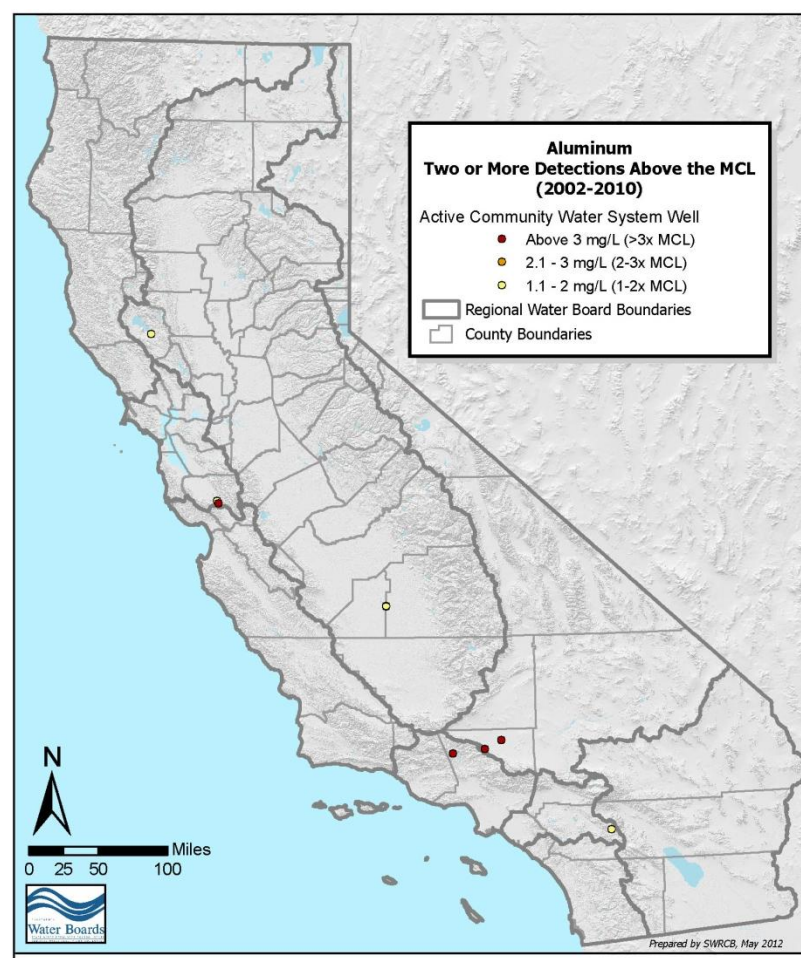 Aluminum
Two or More Detections Above the MCL
(2002-2010)
Active Community Water System Well
Above 3 mg/L (>3x MCL)
2.1 - 3 mg/L (2-3x MCL)
1.1 - 2 mg/L (1-2x MCL)
Regional Water Board Boundaries
County Boundaries
N
Miles
0 25 50 100
Water Boards
Prepared by SWRCB, May 2012